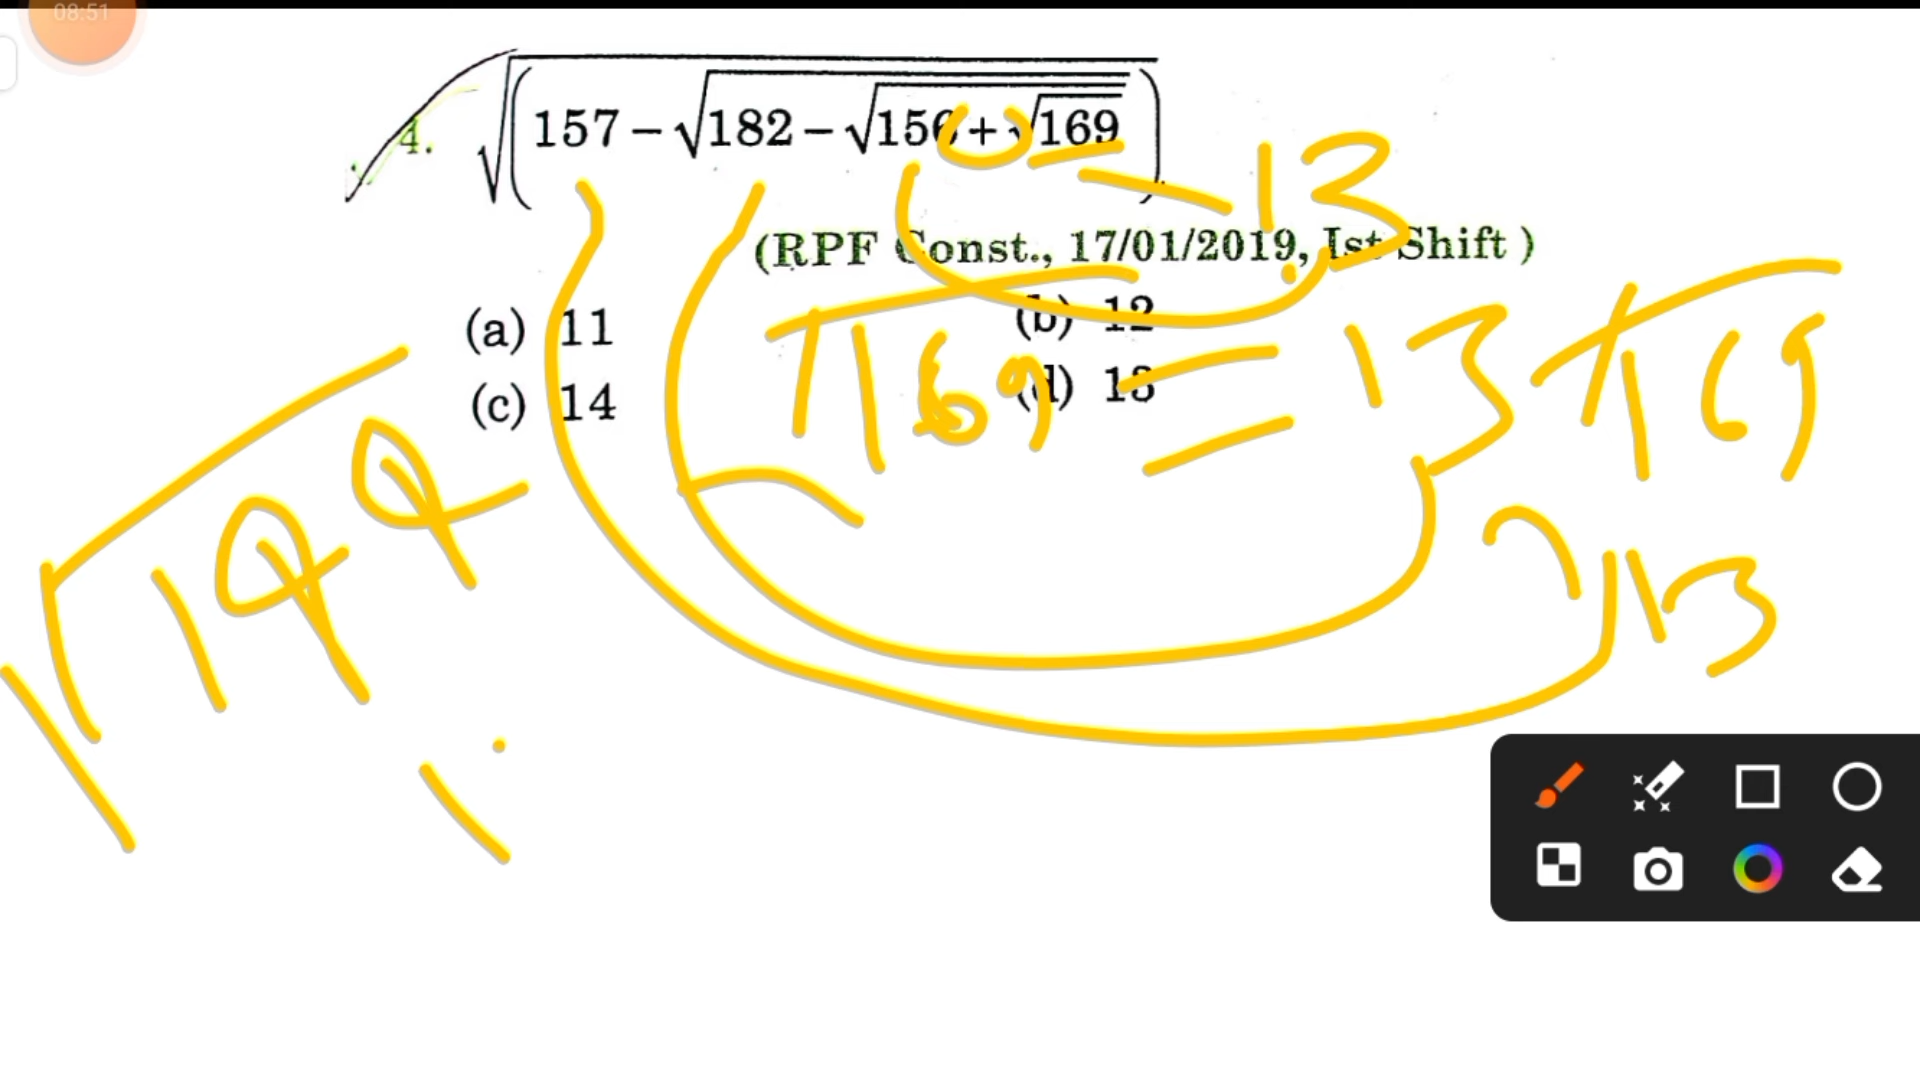 08:51
4. √(157 – √182 – √156 + √169)
13
(RPF Const., 17/01/2019, Ist Shift )
(a) 11 (b) 12
(c) 14 (d) 13
√169 = 13 √169
13
√144
1